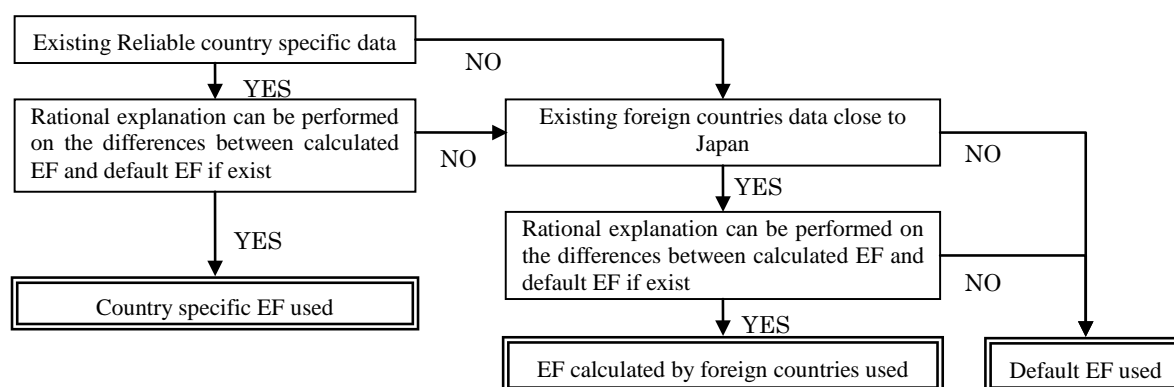 Existing Reliable country specific data
NO
YES
Rational explanation can be performed
on the differences between calculated
EF and default EF if exist
NO
Existing foreign countries data close to
Japan
NO
YES
YES
Rational explanation can be performed on
the differences between calculated EF and
default EF if exist
NO
Country specific EF used
YES
EF calculated by foreign countries used
Default EF used